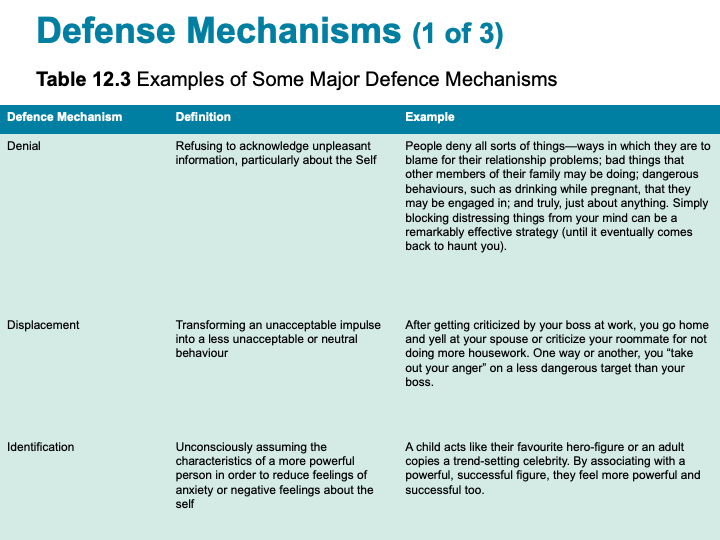 Defense Mechanisms (1 of 3)
Table 12.3 Examples of Some Major Defence Mechanisms
Defence Mechanism
Definition
Example
Denial
Refusing to acknowledge unpleasant
information, particularly about the Self
People deny all sorts of things—ways in which they are to
blame for their relationship problems; bad things that
other members of their family may be doing; dangerous
behaviours, such as drinking while pregnant, that they
may be engaged in; and truly, just about anything. Simply
blocking distressing things from your mind can be a
remarkably effective strategy (until it eventually comes
back to haunt you).
Displacement
Transforming an unacceptable impulse
into a less unacceptable or neutral
behaviour
After getting criticized by your boss at work, you go home
and yell at your spouse or criticize your roommate for not
doing more housework. One way or another, you “take
out your anger” on a less dangerous target than your
boss.
Identification
Unconsciously assuming the
characteristics of a more powerful
person in order to reduce feelings of
anxiety or negative feelings about the
self
A child acts like their favourite hero-figure or an adult
copies a trend-setting celebrity. By associating with a
powerful, successful figure, they feel more powerful and
successful too.